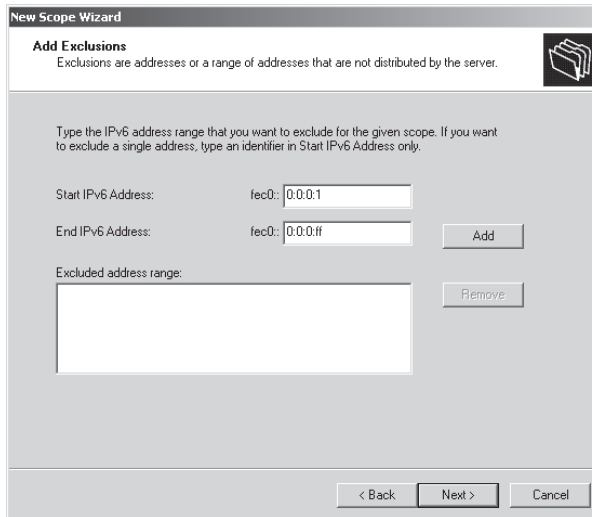 New Scope Wizard
Add Exclusions
Exclusions are addresses or a range of addresses that are not distributed by the server.
Type the IPv6 address range that you want to exclude for the given scope. If you want
to exclude a single address, type an identifier in Start IPv6 Address only.
Start IPv6 Address: fec0:: 0:0:0:1
End IPv6 Address: fec0:: 0:0:0:ff
Add
Excluded address range:
Remove
< Back Next > Cancel